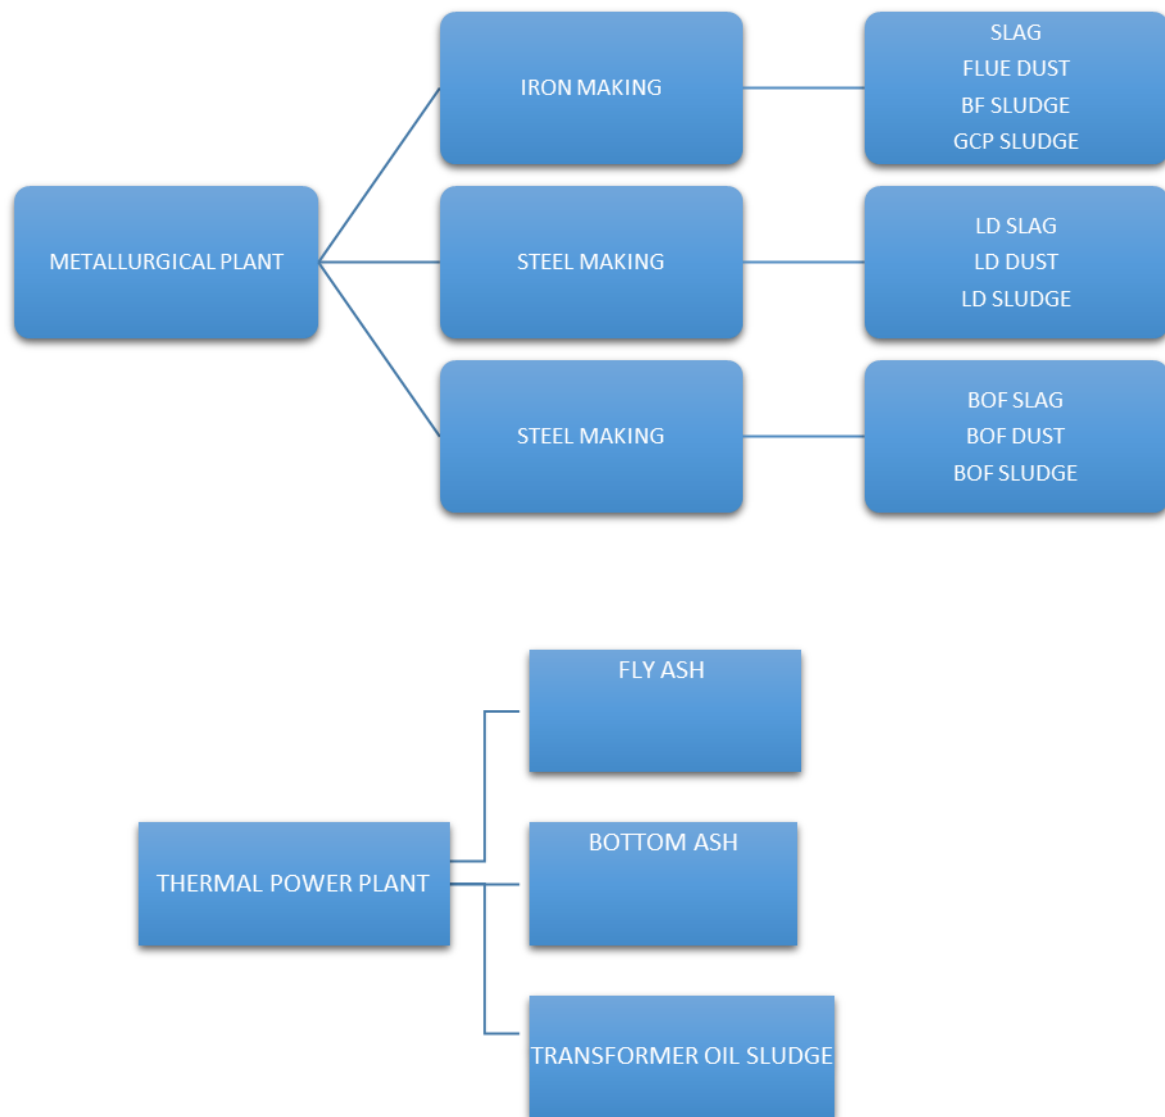 METALLURGICAL PLANT
IRON MAKING
SLAG
FLUE DUST
BF SLUDGE
GCP SLUDGE
STEEL MAKING
LD SLAG
LD DUST
LD SLUDGE
STEEL MAKING
BOF SLAG
BOF DUST
BOF SLUDGE
THERMAL POWER PLANT
FLY ASH
BOTTOM ASH
TRANSFORMER OIL SLUDGE